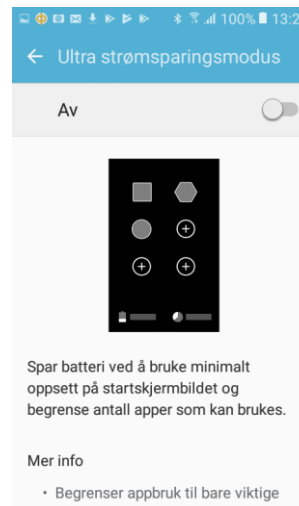 100% 13:2
Ultra strømsparingsmodus
Av
Spar batteri ved å bruke minimalt
oppsett på startskjermbildet og
begrense antall apper som kan brukes.
Mer info
• Begrenser appbruk til bare viktige